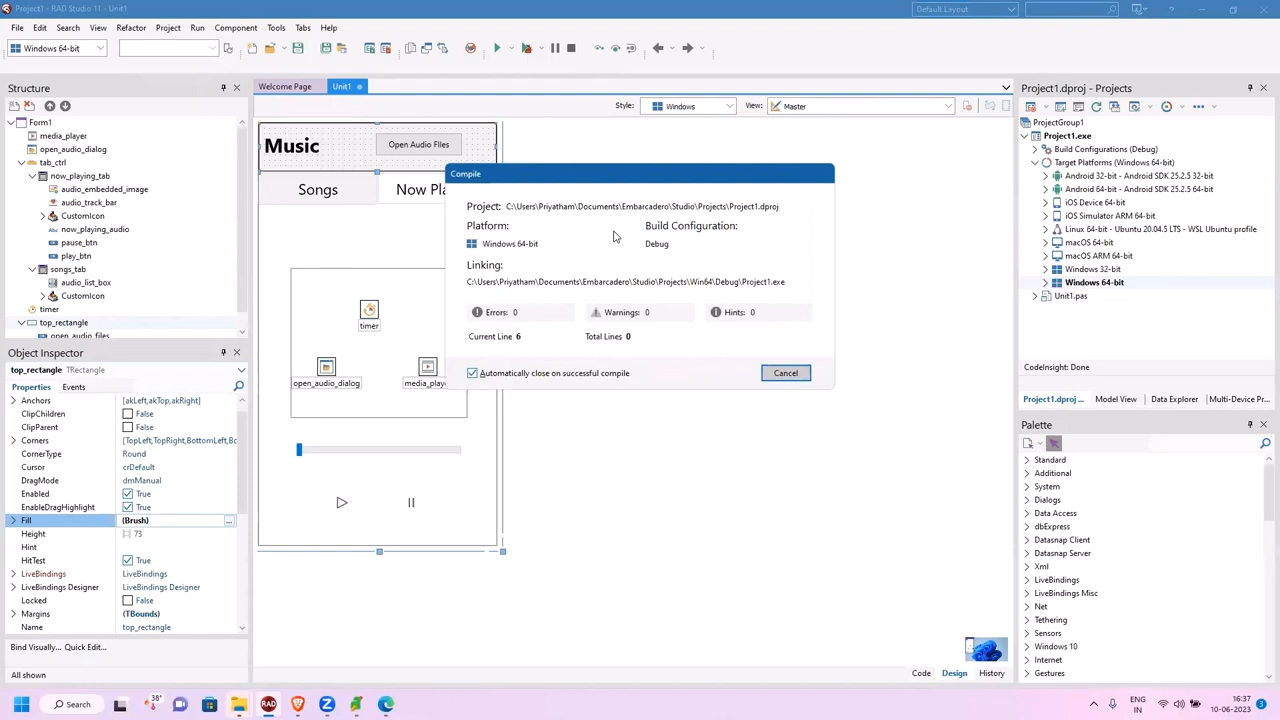 Project1 - RAD Studio 11 - Unit1
Default Layout
File Edit Search View Refactor Project Run Component Tools Tabs Help
Windows 64-bit
Structure
Form1
media_player
open_audio_dialog
tab_ctrl
now_playing_tab
audio_embedded_image
audio_track_bar
CustomIcon
now_playing_audio
pause_btn
play_btn
songs_tab
audio_list_box
CustomIcon
timer
top_rectangle
open_audio_files
Object Inspector
top_rectangle TRectangle
Properties Events
Anchors [akLeft,akTop,akRight]
ClipChildren False
ClipParent False
Corners [TopLeft,TopRight,BottomLeft,Bo
CornerType Round
Cursor crDefault
DragMode dmManual
Enabled True
EnableDragHighlight True
Fill (Brush) ...
Height 73
Hint
HitTest True
LiveBindings LiveBindings
LiveBindings Designer LiveBindings Designer
Locked False
Margins (TBounds)
Name top_rectangle
Bind Visually... Quick Edit...
All shown
Welcome Page Unit1
Style: Windows View: Master
Music Open Audio Files
Songs Now Pla
timer
open_audio_dialog media_play
Compile
Project: C:\Users\Priyatham\Documents\Embarcadero\Studio\Projects\Project1.dproj
Platform: Build Configuration:
Windows 64-bit Debug
Linking:
C:\Users\Priyatham\Documents\Embarcadero\Studio\Projects\Win64\Debug\Project1.exe
Errors: 0 Warnings: 0 Hints: 0
Current Line 6 Total Lines 0
Automatically close on successful compile Cancel
Code Design History
Project1.dproj - Projects
ProjectGroup1
Project1.exe
Build Configurations (Debug)
Target Platforms (Windows 64-bit)
Android 32-bit - Android SDK 25.2.5 32-bit
Android 64-bit - Android SDK 25.2.5 32-bit
iOS Device 64-bit
iOS Simulator ARM 64-bit
Linux 64-bit - Ubuntu 20.04.5 LTS - WSL Ubuntu profile
macOS 64-bit
macOS ARM 64-bit
Windows 32-bit
Windows 64-bit
Unit1.pas
CodeInsight: Done
Project1.dproj ... Model View Data Explorer Multi-Device Pr...
Palette
Standard
Additional
System
Dialogs
Data Access
dbExpress
Datasnap Client
Datasnap Server
Xml
LiveBindings
LiveBindings Misc
Net
Tethering
Sensors
Windows 10
Internet
Gestures
Search
38°
RAD
ENG
IN
16:37
10-06-2023
3